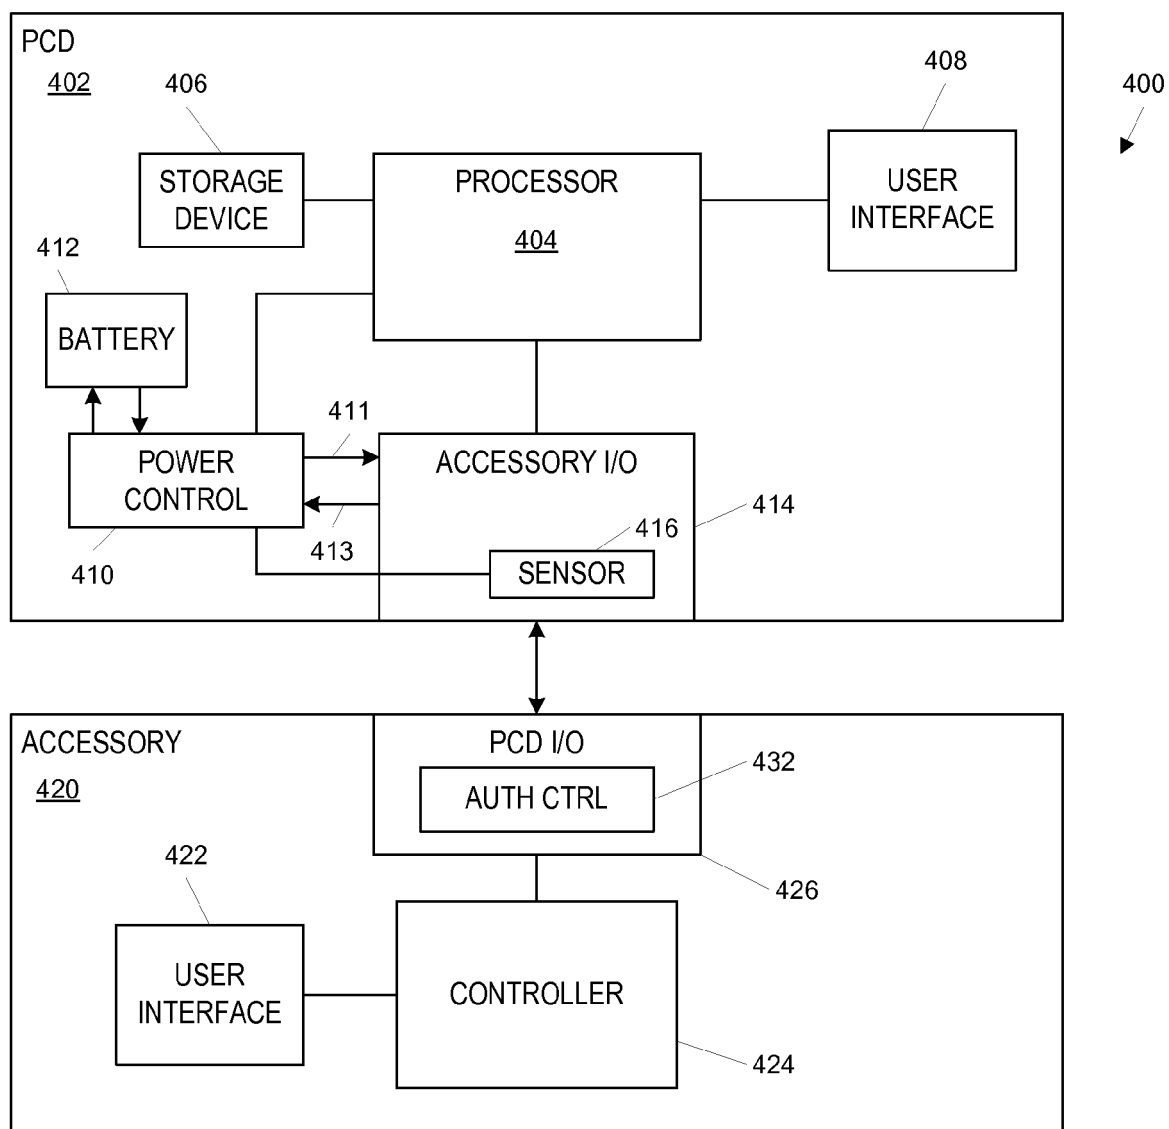 PCD
402
406
408
400
STORAGE
DEVICE
PROCESSOR
404
USER
INTERFACE
412
BATTERY
411
POWER
CONTROL
ACCESSORY I/O
413
410
416
SENSOR
414
ACCESSORY
420
PCD I/O
AUTH CTRL
432
422
426
USER
INTERFACE
CONTROLLER
424